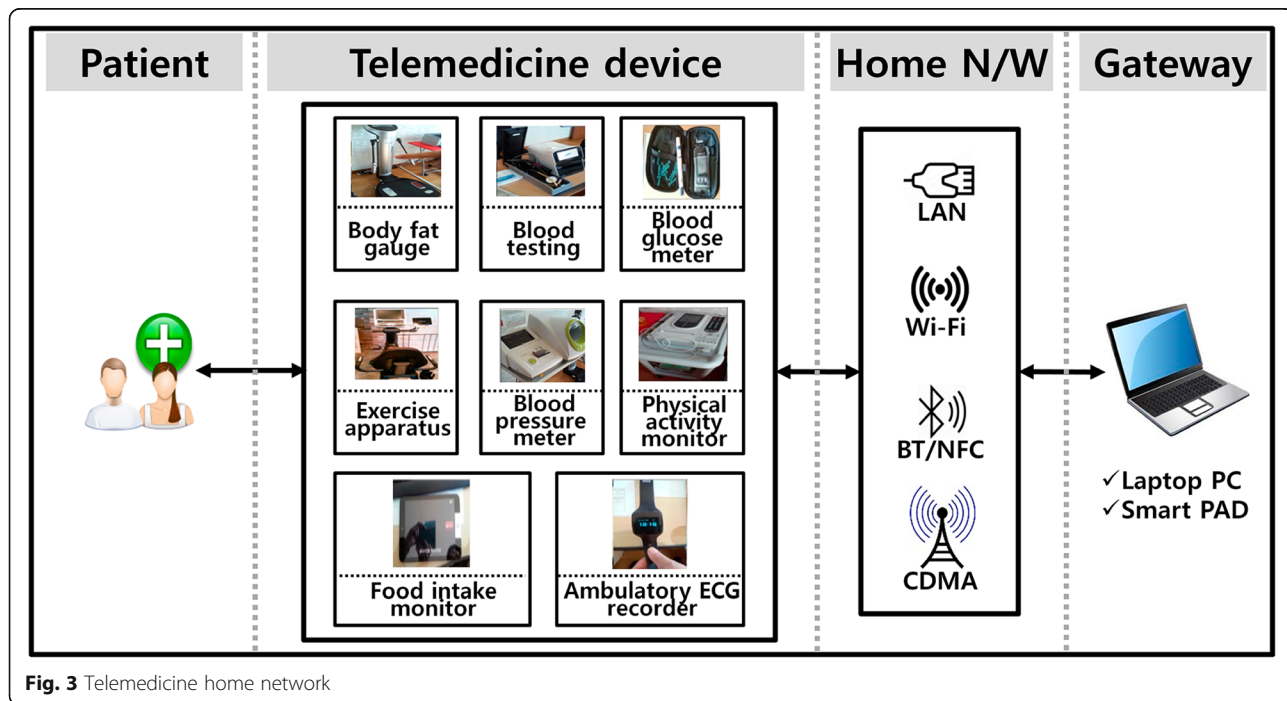 Patient
Telemedicine device
Home N/W
Gateway
Body fat
gauge
Blood
testing
Blood
glucose
meter
Exercise
apparatus
Blood
pressure
meter
Physical
activity
monitor
Food intake
monitor
Ambulatory ECG
recorder
LAN
Wi-Fi
BT/NFC
CDMA
✓Laptop PC
✓Smart PAD
Fig. 3 Telemedicine home network